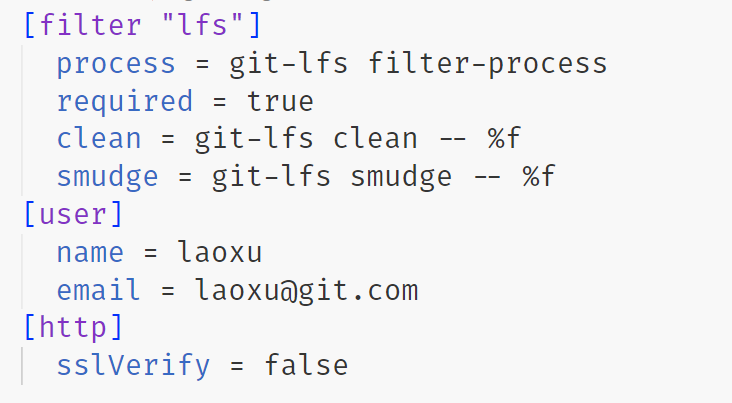 [filter "lfs"]
process = git-lfs filter-process
required = true
clean = git-lfs clean -- %f
smudge = git-lfs smudge -- %f
[user]
name = laoxu
email = laoxu@git.com
[http]
sslVerify = false